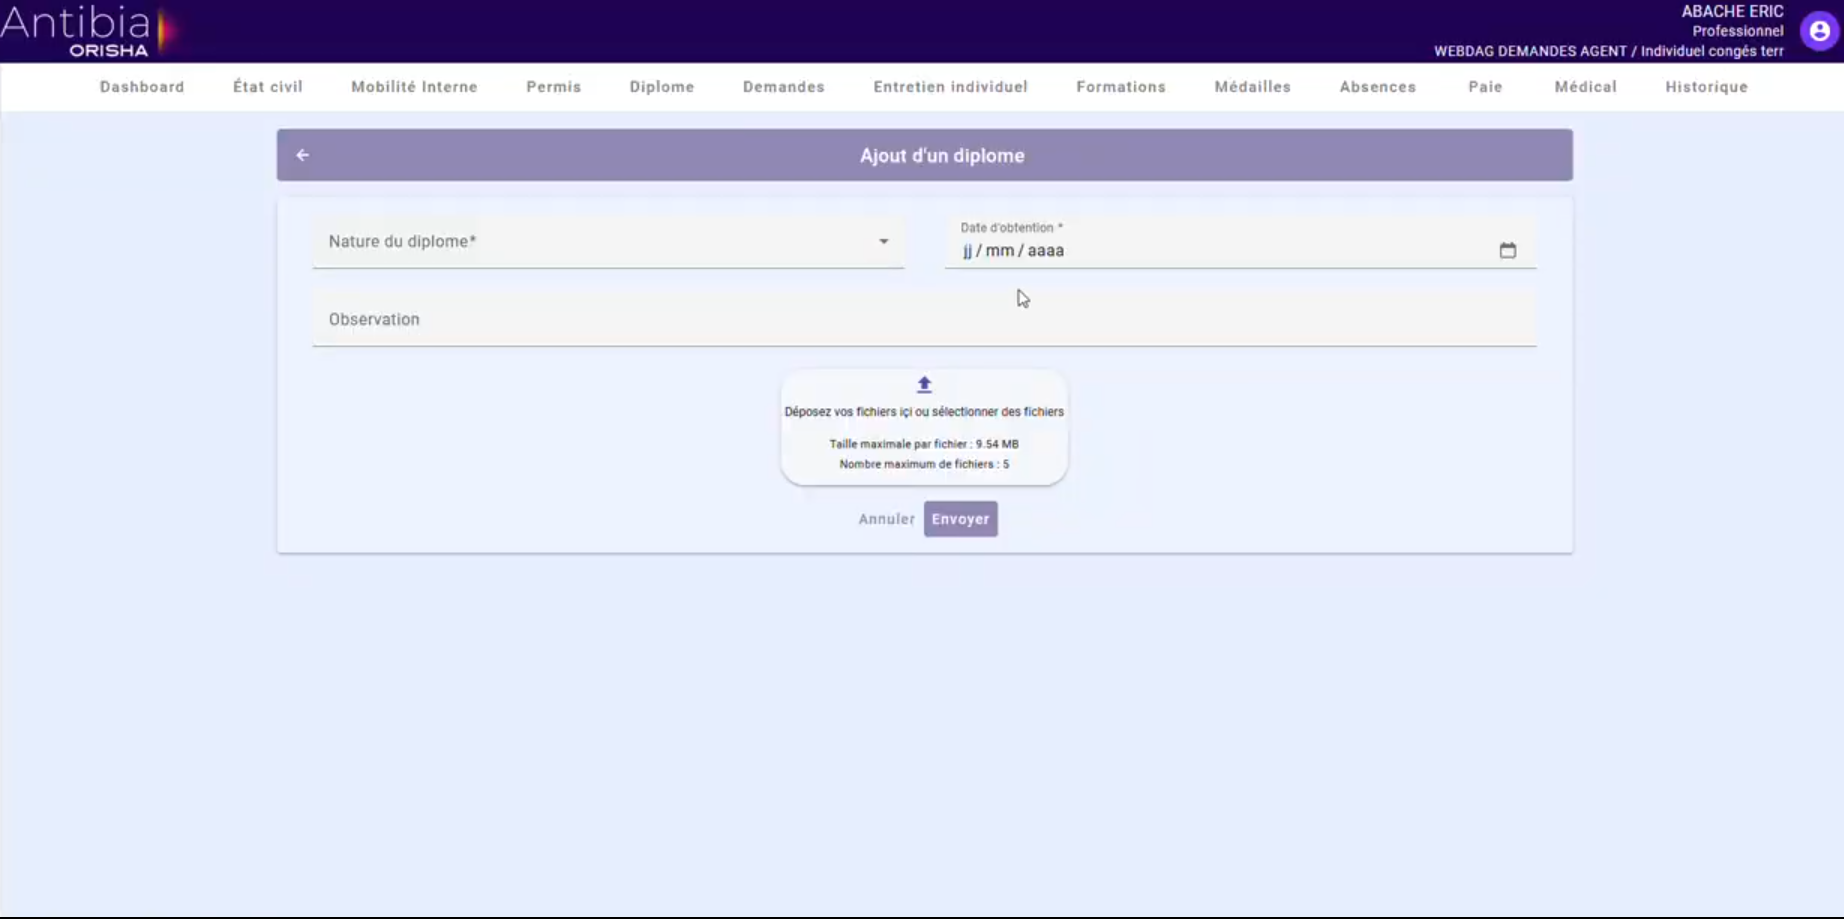 Antibia
ORISHA
ABACHE ERIC
Professionnel
WEBDAG DEMANDES AGENT / Individuel congés terr
Dashboard État civil Mobilité Interne Permis Diplome Demandes Entretien individuel Formations Médailles Absences Paie Médical Historique
Ajout d'un diplome
Nature du diplome*
Date d'obtention *
jj / mm / aaaa
Observation
Déposez vos fichiers içi ou sélectionner des fichiers
Taille maximale par fichier : 9.54 MB
Nombre maximum de fichiers : 5
Annuler Envoyer